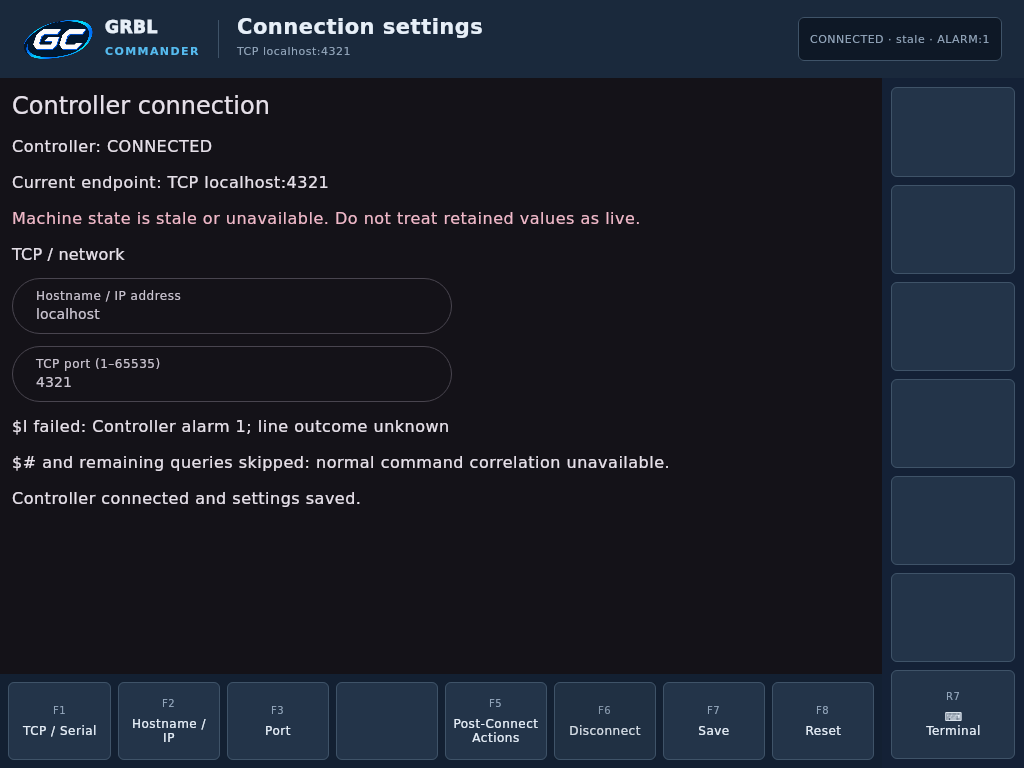 GC
GRBL
COMMANDER
Connection settings
TCP localhost:4321
CONNECTED · stale · ALARM:1
Controller connection
Controller: CONNECTED
Current endpoint: TCP localhost:4321
Machine state is stale or unavailable. Do not treat retained values as live.
TCP / network
Hostname / IP address
localhost
TCP port (1–65535)
4321
$I failed: Controller alarm 1; line outcome unknown
$# and remaining queries skipped: normal command correlation unavailable.
Controller connected and settings saved.
F1
TCP / Serial
F2
Hostname /
IP
F3
Port
F5
Post-Connect
Actions
F6
Disconnect
F7
Save
F8
Reset
R7
Terminal